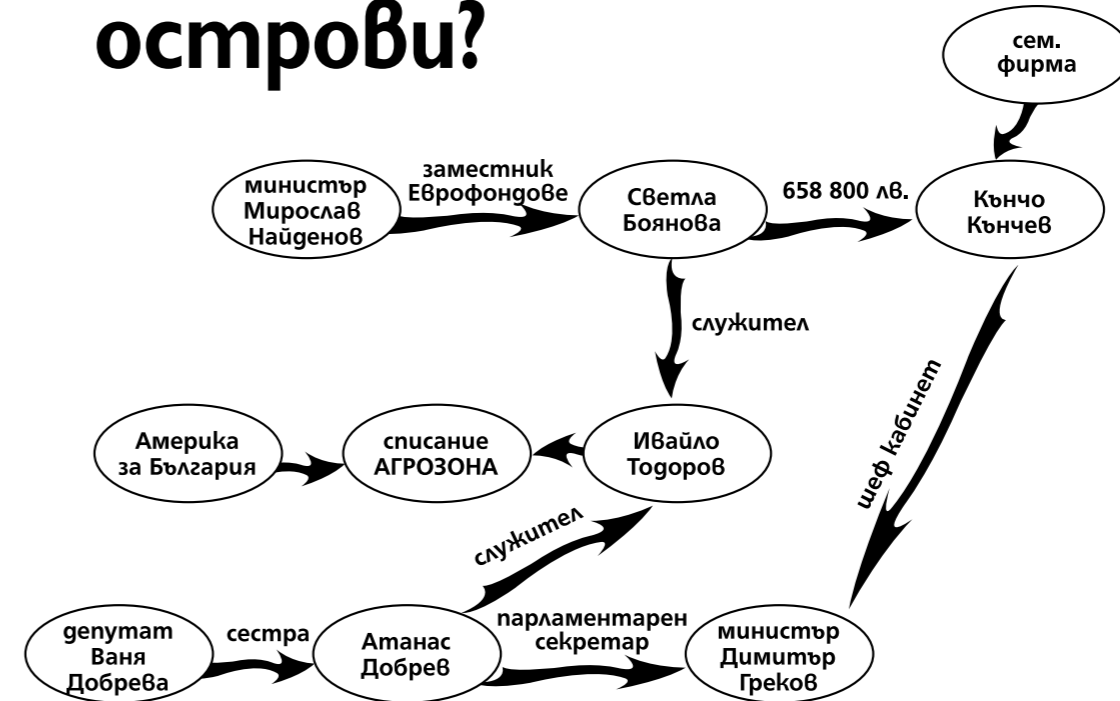 острови?
сем.
фирма
министър
Мирослав
Найденов
заместник
Еврофондове
Светла
Боянова
658 800 лв.
Кънчо
Кънчев
служител
Америка
за България
списание
АГРОЗОНА
Ивайло
Тодоров
шеф кабинет
служител
депутат
Ваня
Добрева
сестра
Атанас
Добрев
парламентарен
секретар
министър
Димитър
Греков